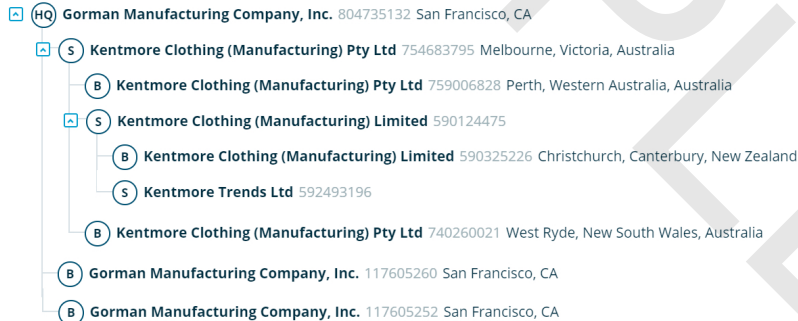 HQ Gorman Manufacturing Company, Inc. 804735132 San Francisco, CA
S Kentmore Clothing (Manufacturing) Pty Ltd 754683795 Melbourne, Victoria, Australia
B Kentmore Clothing (Manufacturing) Pty Ltd 759006828 Perth, Western Australia, Australia
S Kentmore Clothing (Manufacturing) Limited 590124475
B Kentmore Clothing (Manufacturing) Limited 590325226 Christchurch, Canterbury, New Zealand
S Kentmore Trends Ltd 592493196
B Kentmore Clothing (Manufacturing) Pty Ltd 740260021 West Ryde, New South Wales, Australia
B Gorman Manufacturing Company, Inc. 117605260 San Francisco, CA
B Gorman Manufacturing Company, Inc. 117605252 San Francisco, CA